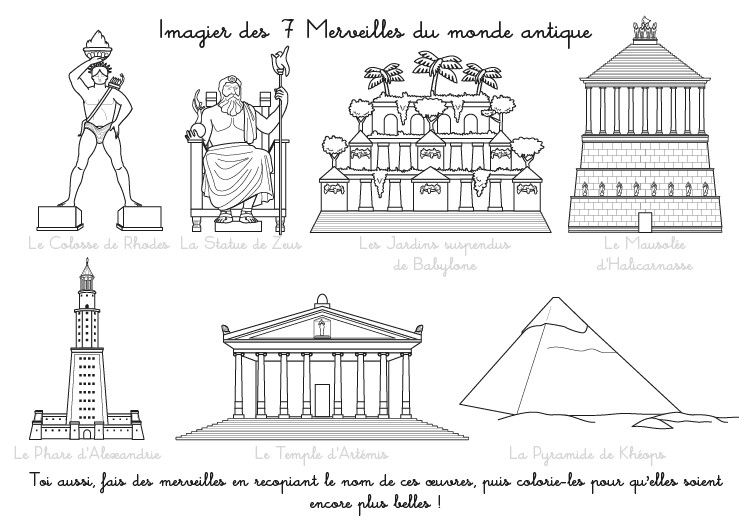 Imagier des 7 Merveilles du monde antique
Le Colosse de Rhodes
La Statue de Zeus
Les Jardins suspendus
de Babylone
Le Mausolée
d'Halicarnasse
Le Phare d'Alexandrie
Le Temple d'Artémis
La Pyramide de Khéops
Toi aussi, fais des merveilles en recopiant le nom de ces œuvres, puis colorie-les pour qu'elles soient
encore plus belles !